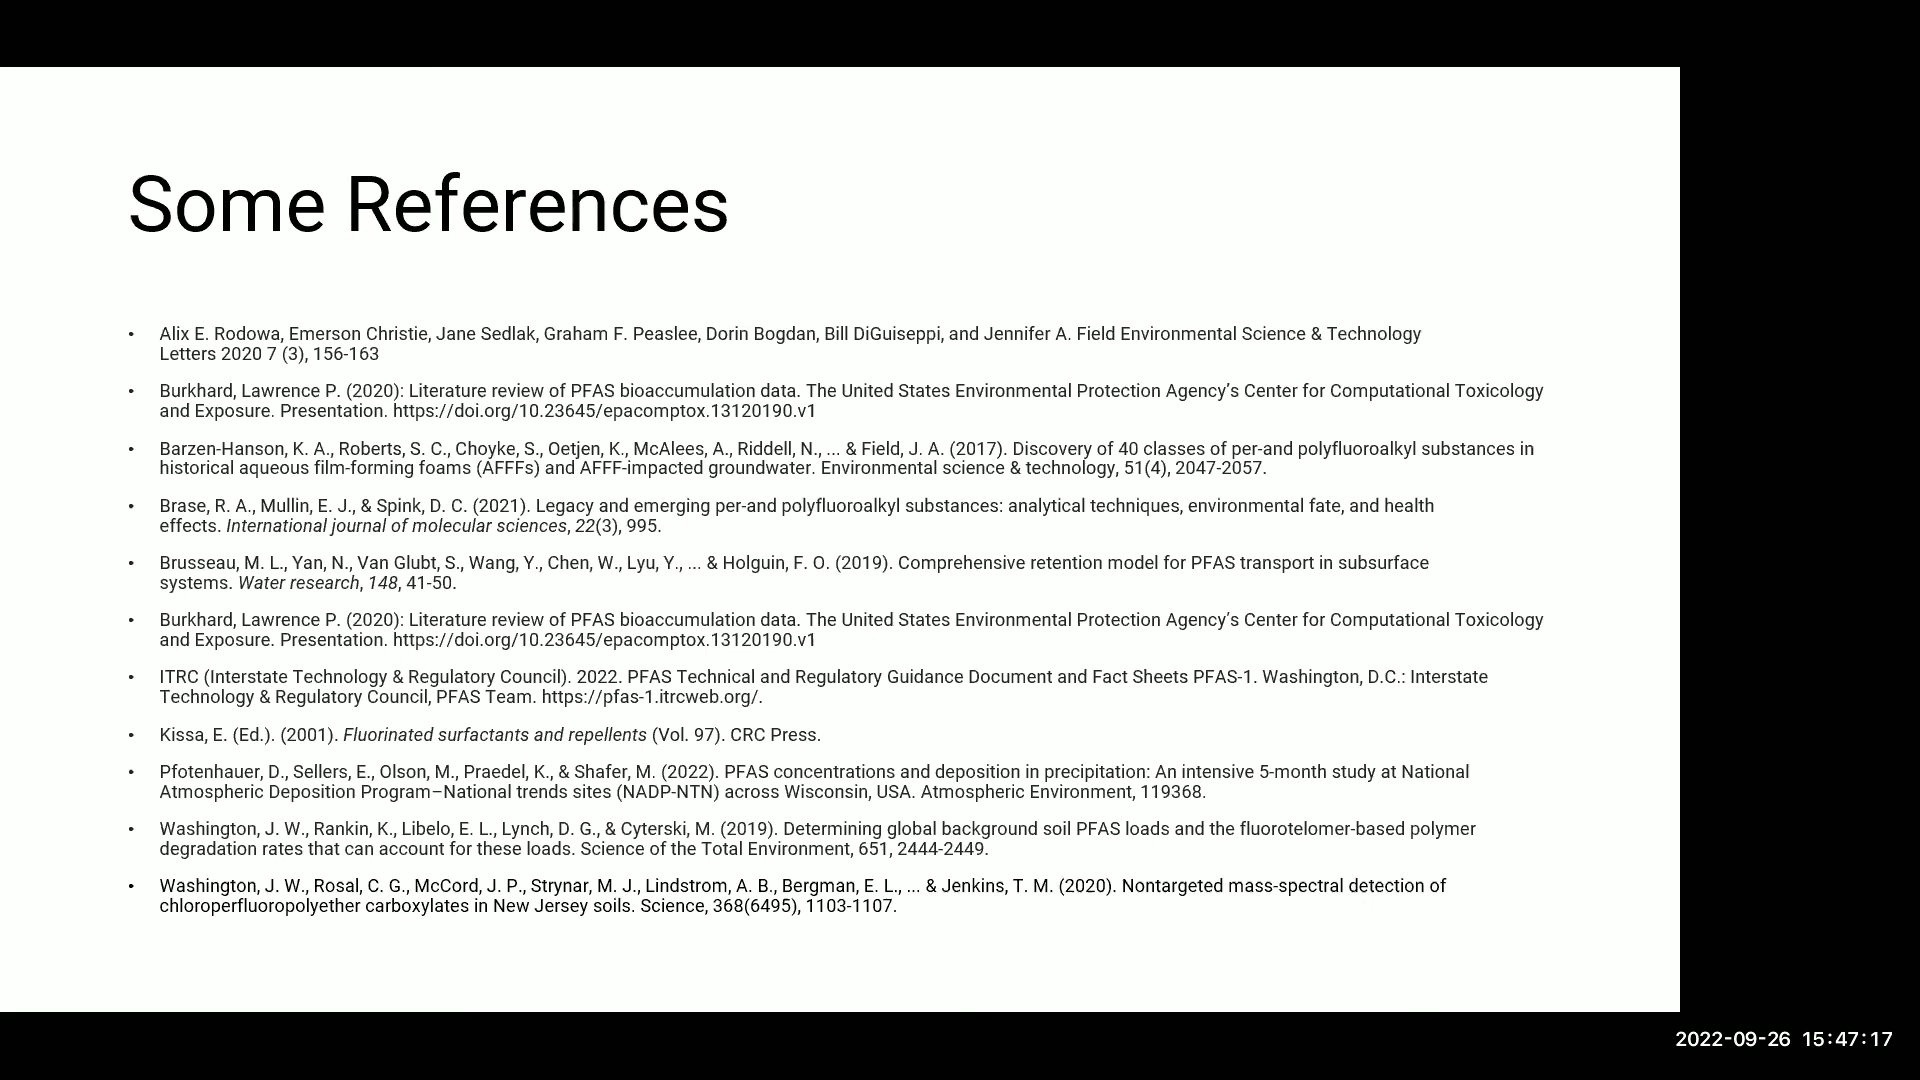 Some References
• Alix E. Rodowa, Emerson Christie, Jane Sedlak, Graham F. Peaslee, Dorin Bogdan, Bill DiGuiseppi, and Jennifer A. Field Environmental Science & Technology
Letters 2020 7 (3), 156-163
• Burkhard, Lawrence P. (2020): Literature review of PFAS bioaccumulation data. The United States Environmental Protection Agency's Center for Computational Toxicology
and Exposure. Presentation. https://doi.org/10.23645/epacomptox.13120190.v1
• Barzen-Hanson, K. A., Roberts, S. C., Choyke, S., Oetjen, K., McAlees, A., Riddell, N., ... & Field, J. A. (2017). Discovery of 40 classes of per-and polyfluoroalkyl substances in
historical aqueous film-forming foams (AFFFs) and AFFF-impacted groundwater. Environmental science & technology, 51(4), 2047-2057.
• Brase, R. A., Mullin, E. J., & Spink, D. C. (2021). Legacy and emerging per-and polyfluoroalkyl substances: analytical techniques, environmental fate, and health
effects. International journal of molecular sciences, 22(3), 995.
• Brusseau, M. L., Yan, N., Van Glubt, S., Wang, Y., Chen, W., Lyu, Y., ... & Holguin, F. O. (2019). Comprehensive retention model for PFAS transport in subsurface
systems. Water research, 148, 41-50.
• Burkhard, Lawrence P. (2020): Literature review of PFAS bioaccumulation data. The United States Environmental Protection Agency's Center for Computational Toxicology
and Exposure. Presentation. https://doi.org/10.23645/epacomptox.13120190.v1
• ITRC (Interstate Technology & Regulatory Council). 2022. PFAS Technical and Regulatory Guidance Document and Fact Sheets PFAS-1. Washington, D.C.: Interstate
Technology & Regulatory Council, PFAS Team. https://pfas-1.itrcweb.org/.
• Kissa, E. (Ed.). (2001). Fluorinated surfactants and repellents (Vol. 97). CRC Press.
• Pfotenhauer, D., Sellers, E., Olson, M., Praedel, K., & Shafer, M. (2022). PFAS concentrations and deposition in precipitation: An intensive 5-month study at National
Atmospheric Deposition Program–National trends sites (NADP-NTN) across Wisconsin, USA. Atmospheric Environment, 119368.
• Washington, J. W., Rankin, K., Libelo, E. L., Lynch, D. G., & Cyterski, M. (2019). Determining global background soil PFAS loads and the fluorotelomer-based polymer
degradation rates that can account for these loads. Science of the Total Environment, 651, 2444-2449.
• Washington, J. W., Rosal, C. G., McCord, J. P., Strynar, M. J., Lindstrom, A. B., Bergman, E. L., ... & Jenkins, T. M. (2020). Nontargeted mass-spectral detection of
chloroperfluoropolyether carboxylates in New Jersey soils. Science, 368(6495), 1103-1107.
2022-09-26 15:47:17